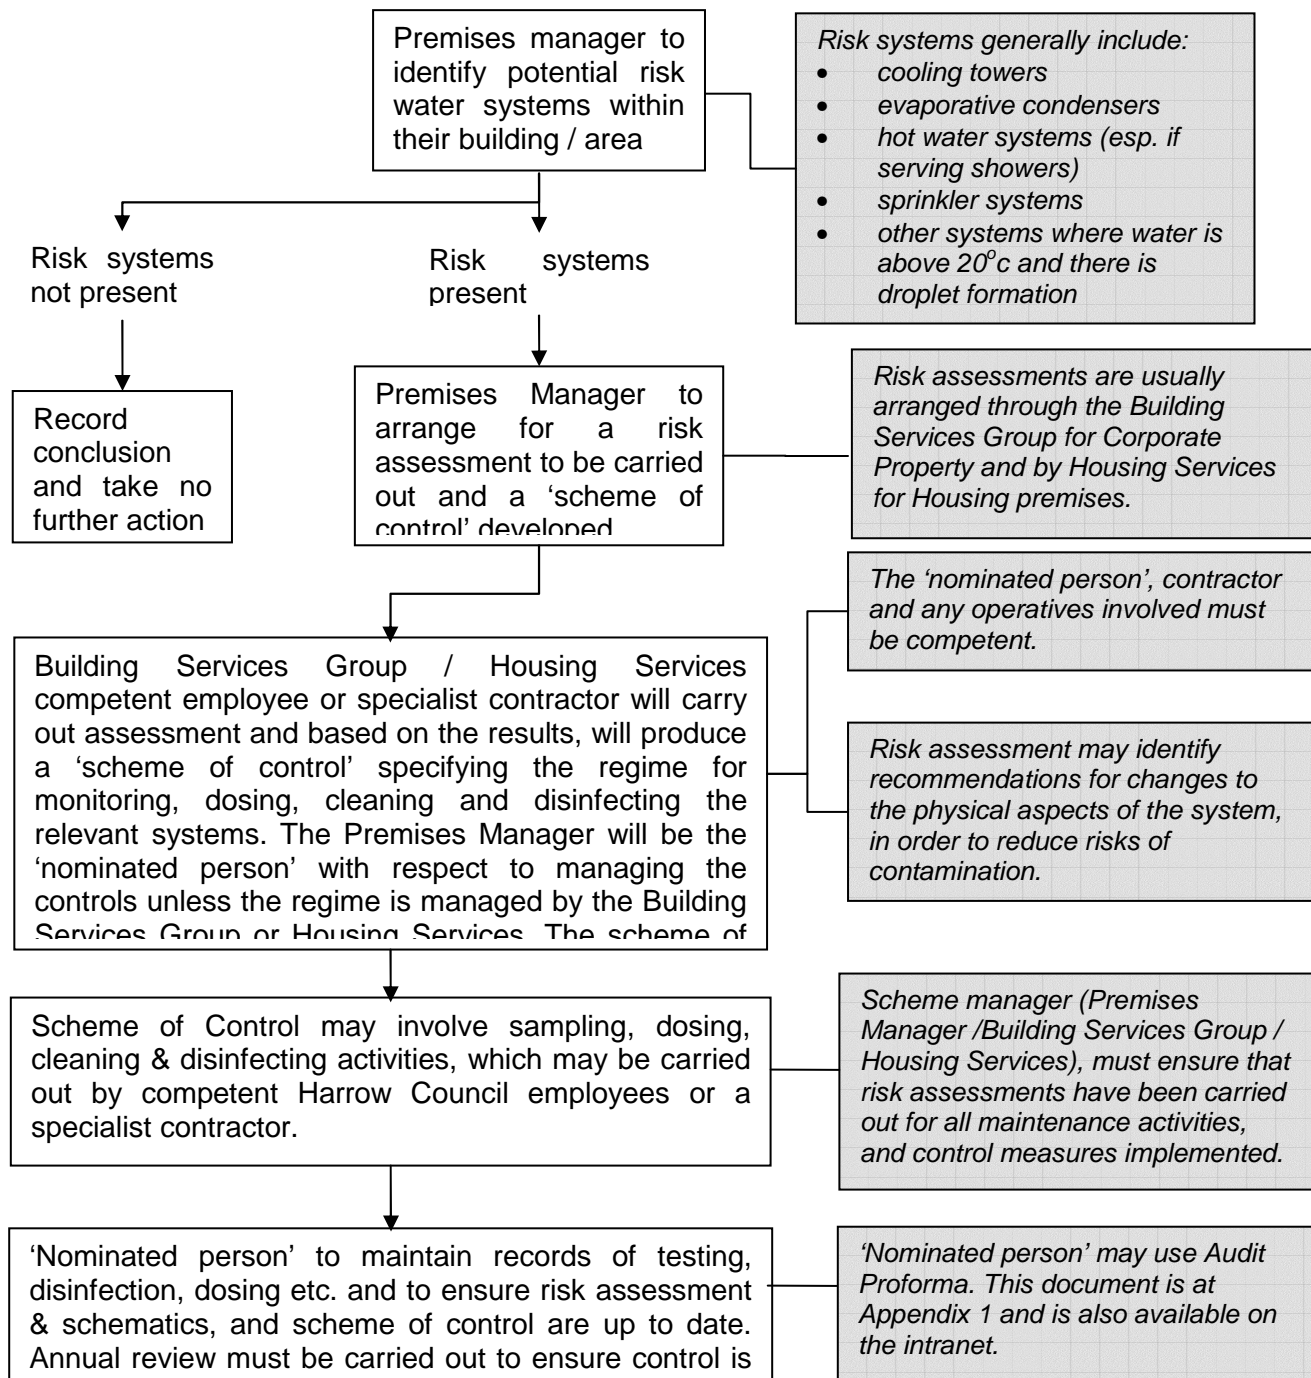 Premises manager to
identify potential risk
water systems within
their building / area
Risk systems generally include:
• cooling towers
• evaporative condensers
• hot water systems (esp. if
serving showers)
• sprinkler systems
• other systems where water is
above 20°c and there is
droplet formation
Risk systems
not present
Risk systems
present
Record
conclusion
and take no
further action
Premises Manager to
arrange for a risk
assessment to be carried
out and a ‘scheme of
control’ developed
Risk assessments are usually
arranged through the Building
Services Group for Corporate
Property and by Housing Services
for Housing premises.
The ‘nominated person’, contractor
and any operatives involved must
be competent.
Building Services Group / Housing Services
competent employee or specialist contractor will carry
out assessment and based on the results, will produce
a ‘scheme of control’ specifying the regime for
monitoring, dosing, cleaning and disinfecting the
relevant systems. The Premises Manager will be the
‘nominated person’ with respect to managing the
controls unless the regime is managed by the Building
Services Group or Housing Services. The scheme of
Risk assessment may identify
recommendations for changes to
the physical aspects of the system,
in order to reduce risks of
contamination.
Scheme of Control may involve sampling, dosing,
cleaning & disinfecting activities, which may be carried
out by competent Harrow Council employees or a
specialist contractor.
Scheme manager (Premises
Manager /Building Services Group /
Housing Services), must ensure that
risk assessments have been carried
out for all maintenance activities,
and control measures implemented.
‘Nominated person’ to maintain records of testing,
disinfection, dosing etc. and to ensure risk assessment
& schematics, and scheme of control are up to date.
Annual review must be carried out to ensure control is
‘Nominated person’ may use Audit
Proforma. This document is at
Appendix 1 and is also available on
the intranet.